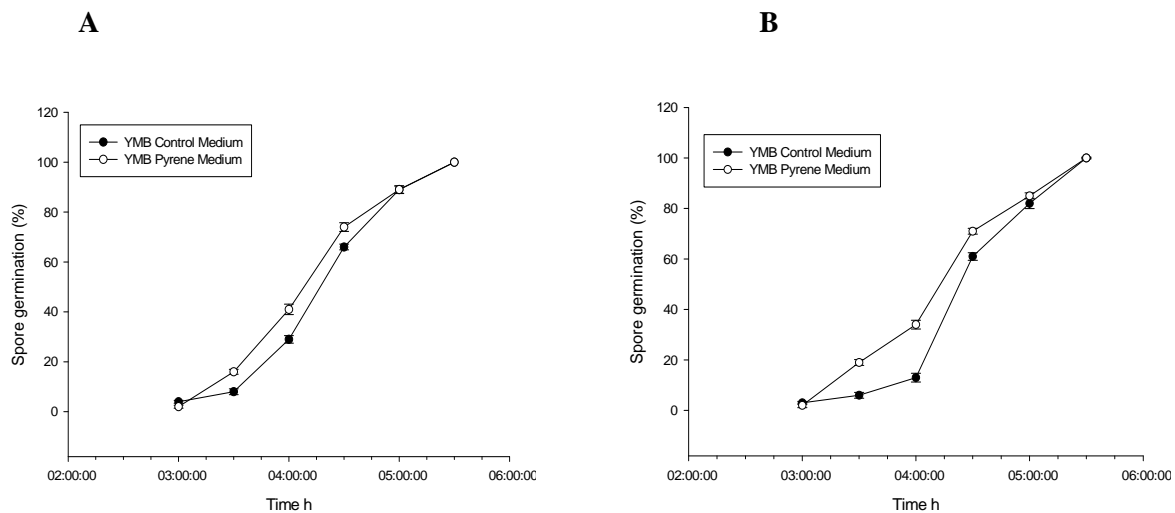 A
120
100
80
60
40
20
0
Spore germination (%)
YMB Control Medium
YMB Pyrene Medium
02:00:00 03:00:00 04:00:00 05:00:00 06:00:00
Time h
B
120
100
80
60
40
20
0
Spore germination (%)
YMB Control Medium
YMB Pyrene Medium
02:00:00 03:00:00 04:00:00 05:00:00 06:00:00
Time h